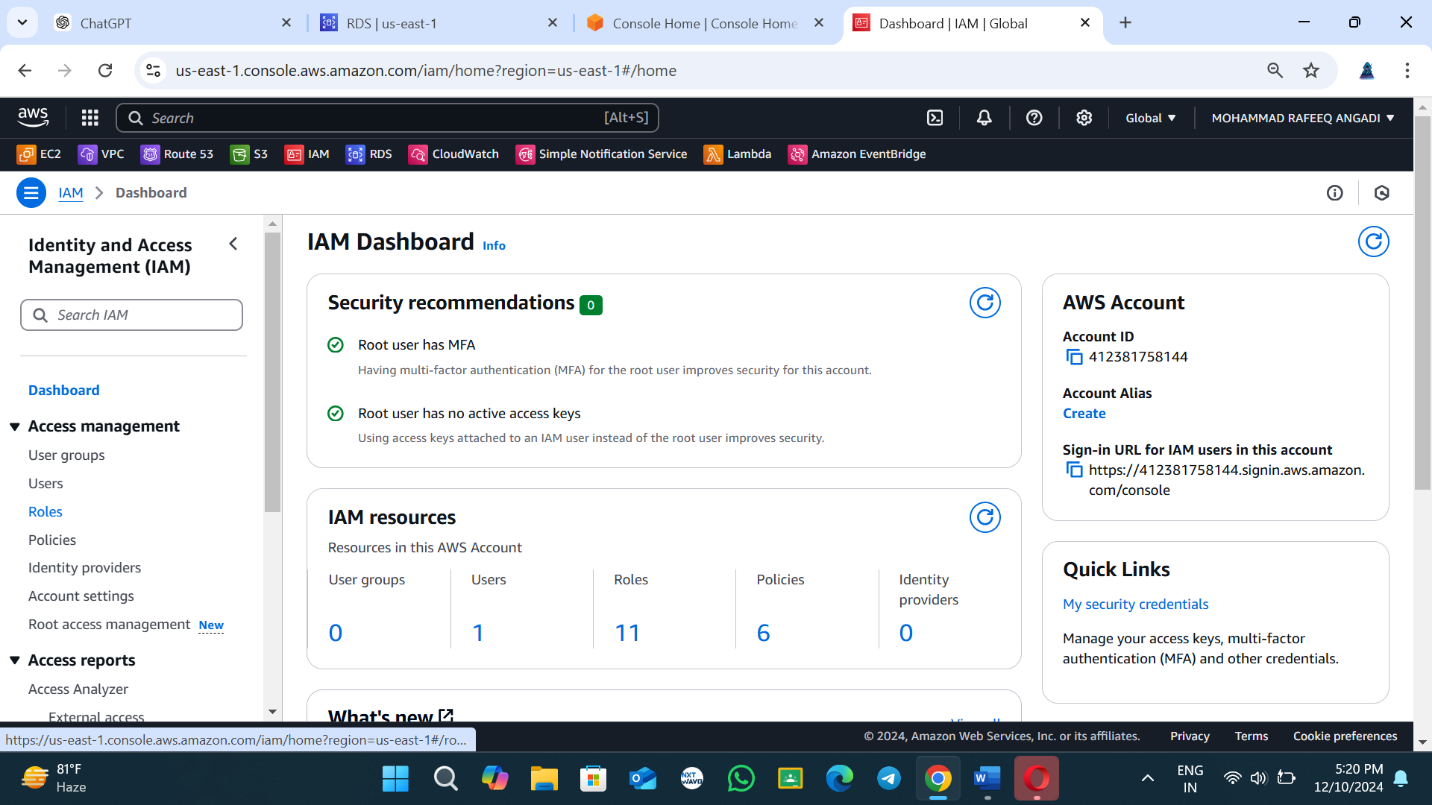 ChatGPT
RDS | us-east-1
Console Home | Console Home
Dashboard | IAM | Global
us-east-1.console.aws.amazon.com/iam/home?region=us-east-1#/home
aws
Search
[Alt+S]
Global
MOHAMMAD RAFEEQ ANGADI
EC2
VPC
Route 53
S3
IAM
RDS
CloudWatch
Simple Notification Service
Lambda
Amazon EventBridge
IAM
Dashboard
Identity and Access
Management (IAM)
Search IAM
Dashboard
Access management
User groups
Users
Roles
Policies
Identity providers
Account settings
Root access management New
Access reports
Access Analyzer
External access
IAM Dashboard Info
Security recommendations 0
Root user has MFA
Having multi-factor authentication (MFA) for the root user improves security for this account.
Root user has no active access keys
Using access keys attached to an IAM user instead of the root user improves security.
IAM resources
Resources in this AWS Account
User groups
0
Users
1
Roles
11
Policies
6
Identity
providers
0
What's new
View all
AWS Account
Account ID
412381758144
Account Alias
Create
Sign-in URL for IAM users in this account
https://412381758144.signin.aws.amazon.
com/console
Quick Links
My security credentials
Manage your access keys, multi-factor
authentication (MFA) and other credentials.
https://us-east-1.console.aws.amazon.com/iam/home?region=us-east-1#/ro...
© 2024, Amazon Web Services, Inc. or its affiliates.
Privacy
Terms
Cookie preferences
81°F
Haze
NXT
WAVE
ENG
IN
5:20 PM
12/10/2024